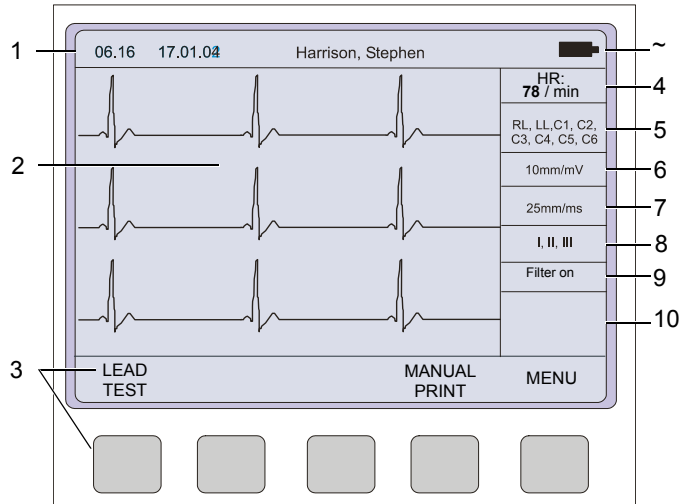 1 06.16 17.01.02 Harrison, Stephen ~
HR:
78 / min 4
RL, LL,C1, C2,
C3, C4, C5, C6 5
2
10mm/mV 6
25mm/ms 7
I, II, III 8
Filter on 9
10
3 LEAD
TEST
MANUAL
PRINT
MENU